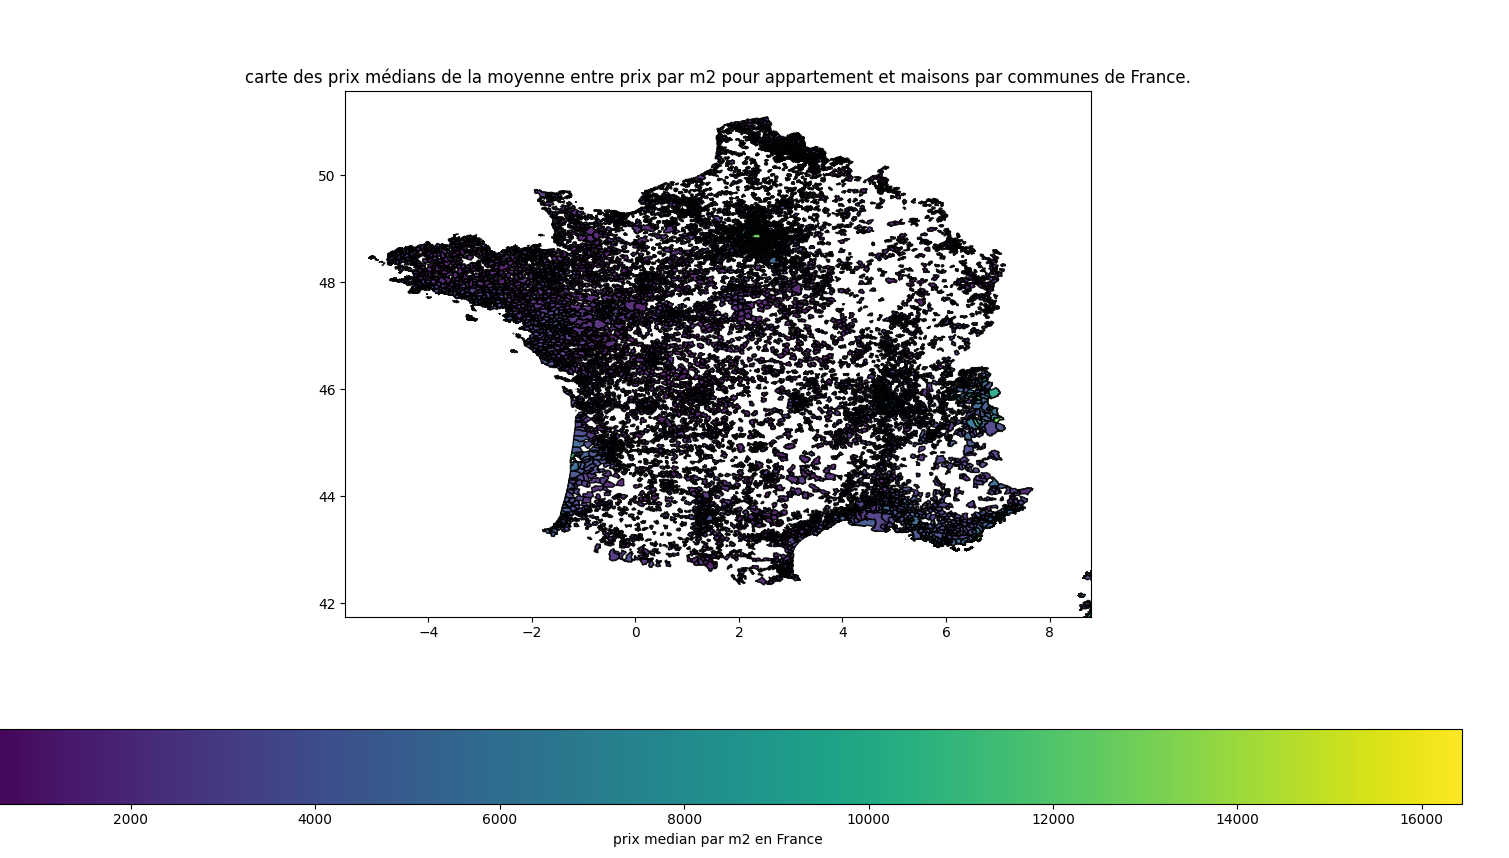 carte des prix médians de la moyenne entre prix par m2 pour appartement et maisons par communes de France.
50
48
46
44
42
−4 −2 0 2 4 6 8
2000 4000 6000 8000 10000 12000 14000 16000
prix median par m2 en France